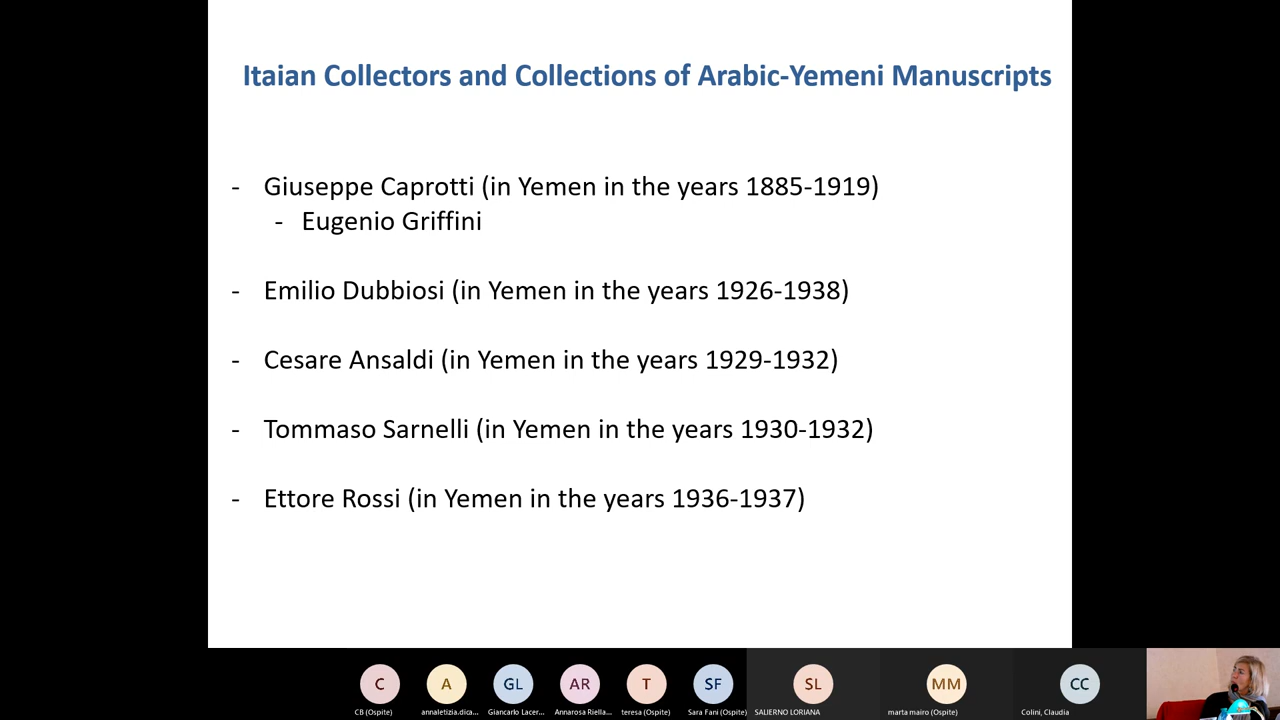 Itaian Collectors and Collections of Arabic-Yemeni Manuscripts
- Giuseppe Caprotti (in Yemen in the years 1885-1919)
- Eugenio Griffini
- Emilio Dubbiosi (in Yemen in the years 1926-1938)
- Cesare Ansaldi (in Yemen in the years 1929-1932)
- Tommaso Sarnelli (in Yemen in the years 1930-1932)
- Ettore Rossi (in Yemen in the years 1936-1937)
C A GL AR T SF SL MM CC
CB (Ospite) annaletizia.dica... Giancarlo Lacer... Annarosa Riella... teresa (Ospite) Sara Fani (Ospite) SALIERNO LORIANA marta mairo (Ospite) Colini, Claudia